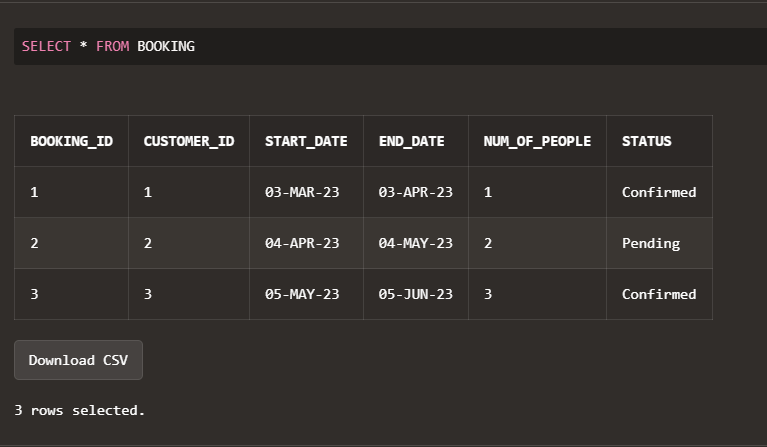 SELECT * FROM BOOKING
BOOKING_ID CUSTOMER_ID START_DATE END_DATE NUM_OF_PEOPLE STATUS
1 1 03-MAR-23 03-APR-23 1 Confirmed
2 2 04-APR-23 04-MAY-23 2 Pending
3 3 05-MAY-23 05-JUN-23 3 Confirmed
Download CSV
3 rows selected.